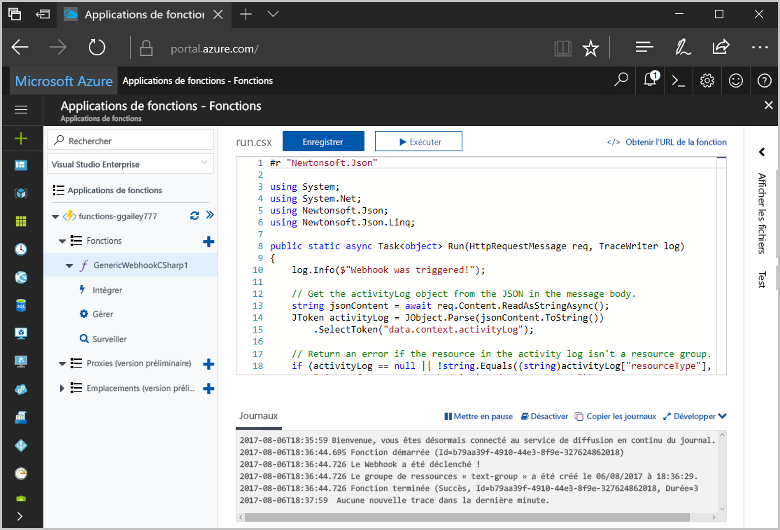 Applications de fonctions
portal.azure.com/
Microsoft Azure
Applications de fonctions - Fonctions
1
Applications de fonctions - Fonctions
Applications de fonctions
Rechercher
Visual Studio Enterprise
Applications de fonctions
functions-ggailey777
Fonctions
GenericWebhookCSharp1
Intégrer
Gérer
Surveiller
Proxies (version préliminaire)
Emplacements (version préli...
run.csx
Enregistrer
Exécuter
</> Obtenir l'URL de la fonction
1 #r "Newtonsoft.Json"
2
3 using System;
4 using System.Net;
5 using Newtonsoft.Json;
6 using Newtonsoft.Json.Linq;
7
8 public static async Task<object> Run(HttpRequestMessage req, TraceWriter log)
9 {
10 log.Info($"Webhook was triggered!");
11
12 // Get the activityLog object from the JSON in the message body.
13 string jsonContent = await req.Content.ReadAsStringAsync();
14 JToken activityLog = JObject.Parse(jsonContent.ToString())
15 .SelectToken("data.context.activityLog");
16
17 // Return an error if the resource in the activity log isn't a resource group.
18 if (activityLog == null || !string.Equals((string)activityLog["resourceType"],
Afficher les fichiers
Test
Journaux
Mettre en pause
Désactiver
Copier les journaux
Développer
2017-08-06T18:35:59 Bienvenue, vous êtes désormais connecté au service de diffusion en continu du journal.
2017-08-06T18:36:44.695 Fonction démarrée (Id=b79aa39f-4910-44e3-8f9e-327624862018)
2017-08-06T18:36:44.726 Le Webhook a été déclenché !
2017-08-06T18:36:44.726 Le groupe de ressources « text-group » a été créé le 06/08/2017 à 18:36:29.
2017-08-06T18:36:44.726 Fonction terminée (Succès, Id=b79aa39f-4910-44e3-8f9e-327624862018, Durée=3
2017-08-06T18:37:59 Aucune nouvelle trace dans la dernière minute.